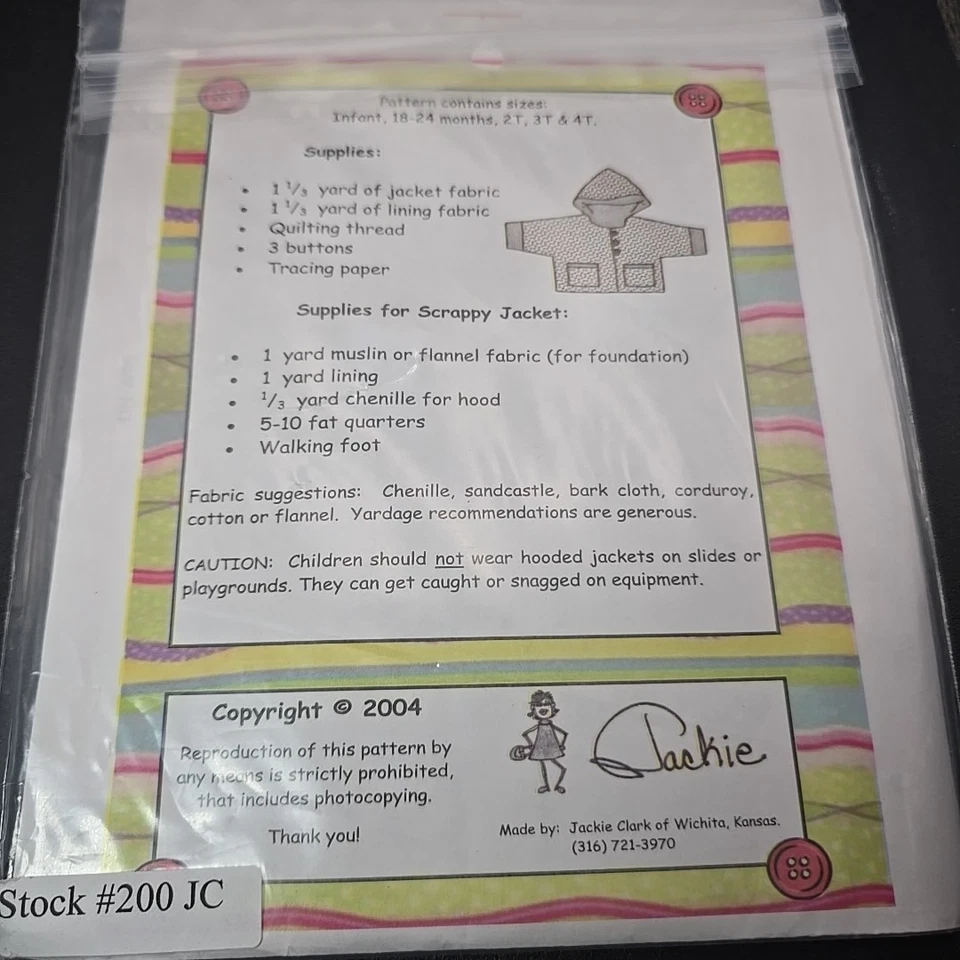 Pattern contains sizes:
Infant, 18-24 months, 2T, 3T & 4T.
Supplies:
• 1 1/3 yard of jacket fabric
• 1 1/3 yard of lining fabric
• Quilting thread
• 3 buttons
• Tracing paper
Supplies for Scrappy Jacket:
• 1 yard muslin or flannel fabric (for foundation)
• 1 yard lining
• 1/3 yard chenille for hood
• 5-10 fat quarters
• Walking foot
Fabric suggestions: Chenille, sandcastle, bark cloth, corduroy,
cotton or flannel. Yardage recommendations are generous.
CAUTION: Children should not wear hooded jackets on slides or
playgrounds. They can get caught or snagged on equipment.
Copyright © 2004
Reproduction of this pattern by
any means is strictly prohibited,
that includes photocopying.
Thank you!
Jackie
Made by: Jackie Clark of Wichita, Kansas.
(316) 721-3970
Stock #200 JC